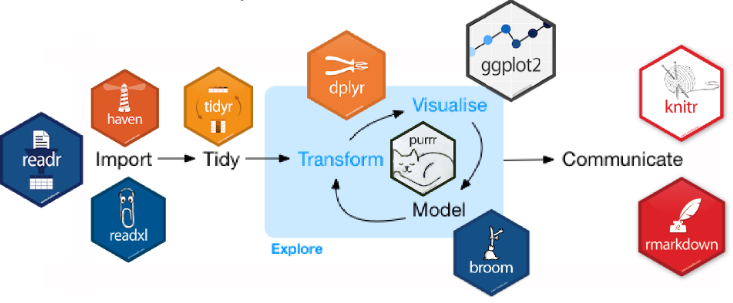 ggplot2
dplyr
haven
tidyr
Visualise
knitr
purrr
readr
Import
Tidy
Transform
Communicate
Model
readxl
Explore
broom
rmarkdown